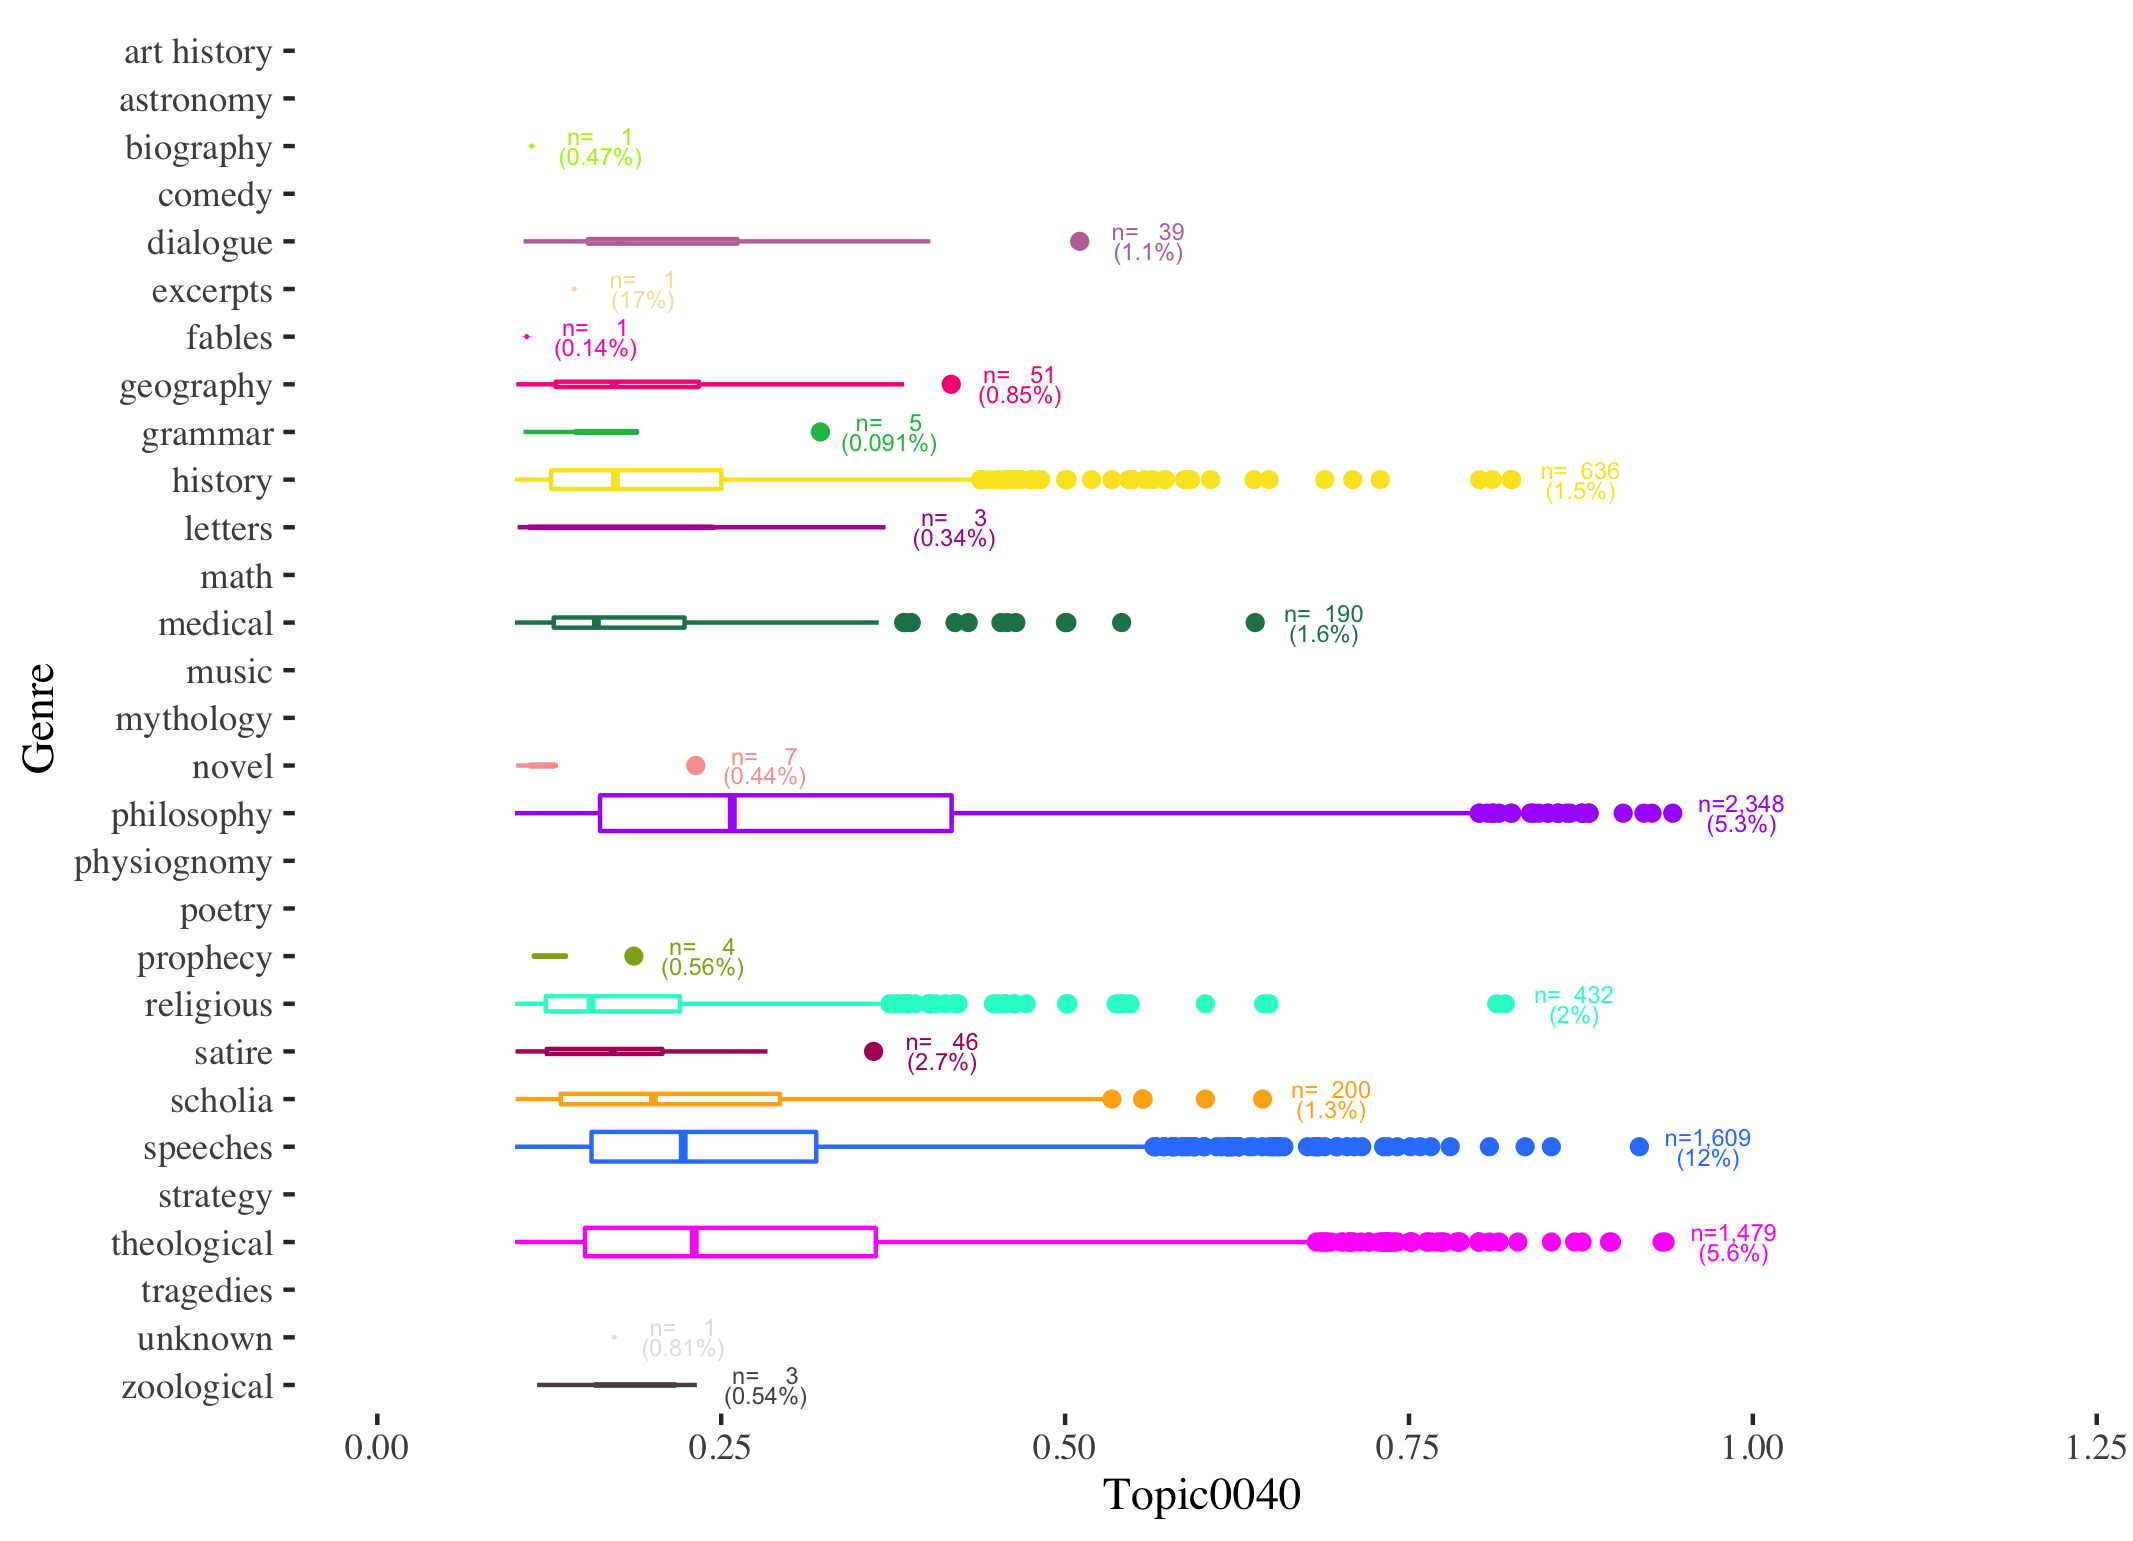 art history
astronomy
biography
n= 1
(0.47%)
comedy
dialogue
n= 39
(1.1%)
excerpts
n= 1
(17%)
fables
n= 1
(0.14%)
geography
n= 51
(0.85%)
grammar
n= 5
(0.091%)
history
n= 636
(1.5%)
letters
n= 3
(0.34%)
math
medical
n= 190
(1.6%)
music
mythology
novel
n= 7
(0.44%)
philosophy
n=2,348
(5.3%)
physiognomy
poetry
prophecy
n= 4
(0.56%)
religious
n= 432
(2%)
satire
n= 46
(2.7%)
scholia
n= 200
(1.3%)
speeches
n=1,609
(12%)
strategy
theological
n=1,479
(5.6%)
tragedies
unknown
n= 1
(0.81%)
zoological
n= 3
(0.54%)
Genre
0.00 0.25 0.50 0.75 1.00 1.25
Topic0040